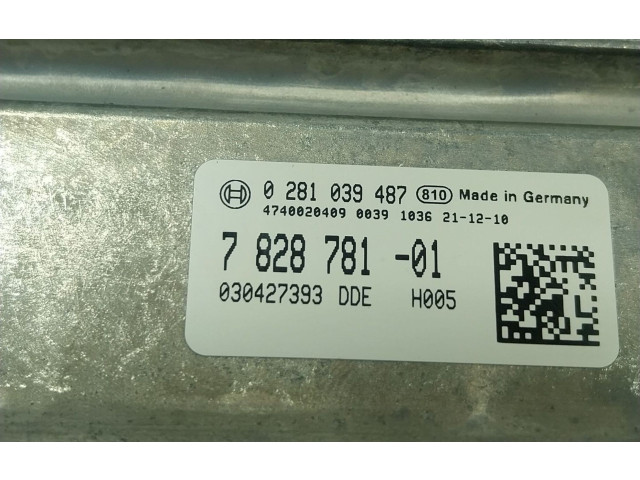 0 281 039 487 810 Made in Germany
4740020409 0039 1036 21-12-10
7 828 781 -01
030427393 DDE H005